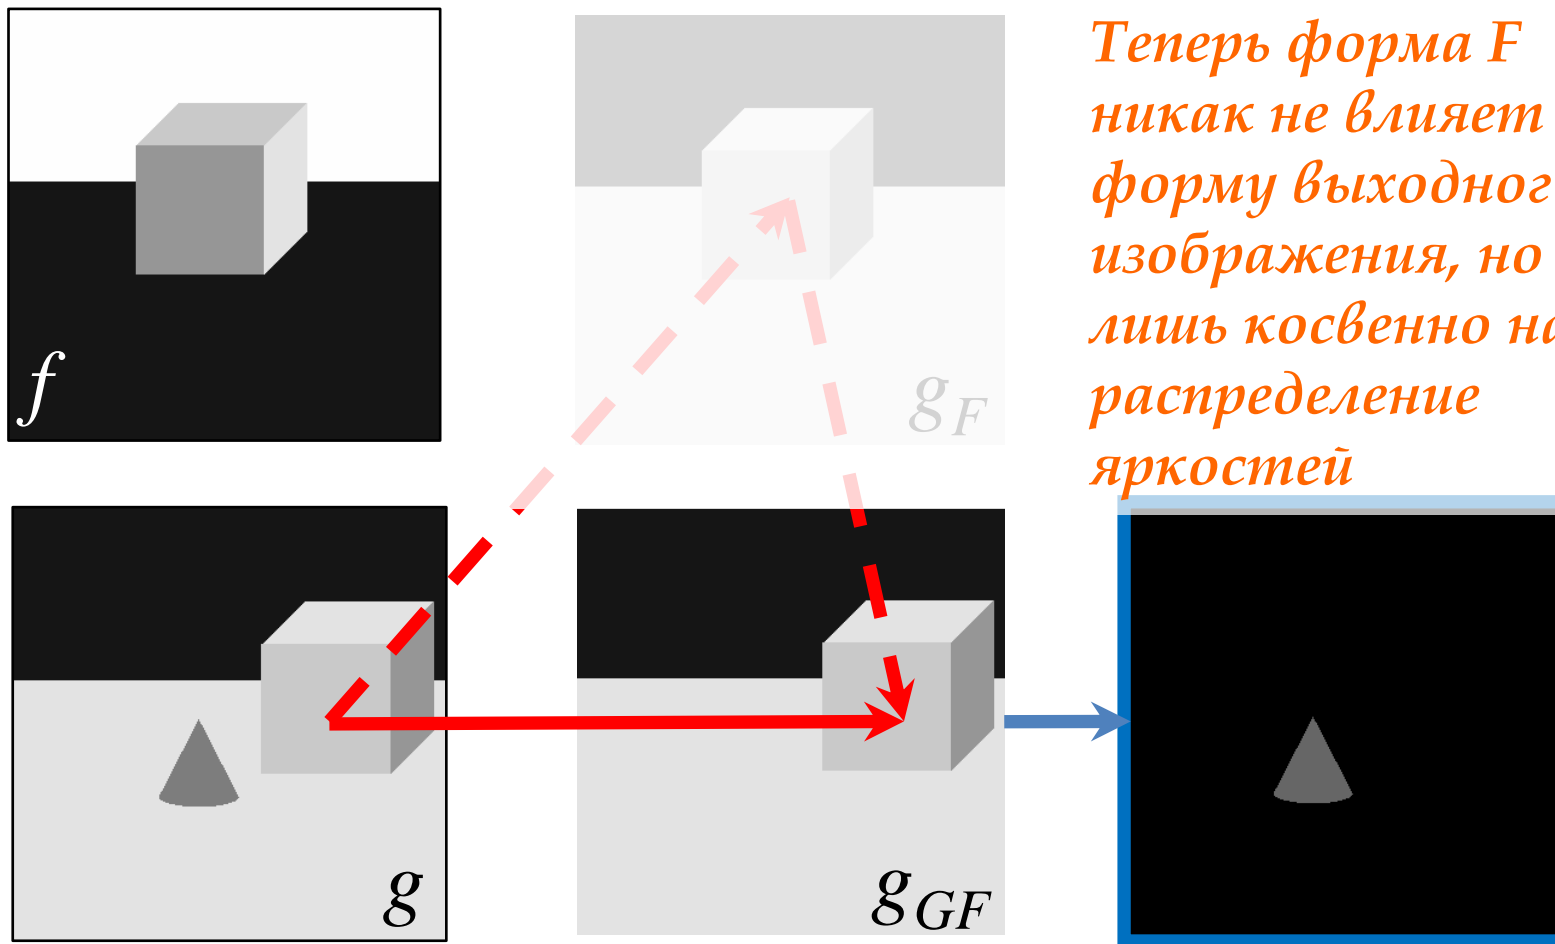 Теперь форма F
никак не влияет
форму выходног
изображения, но
лишь косвенно на
распределение
яркостей
f
g_F
g
g_GF